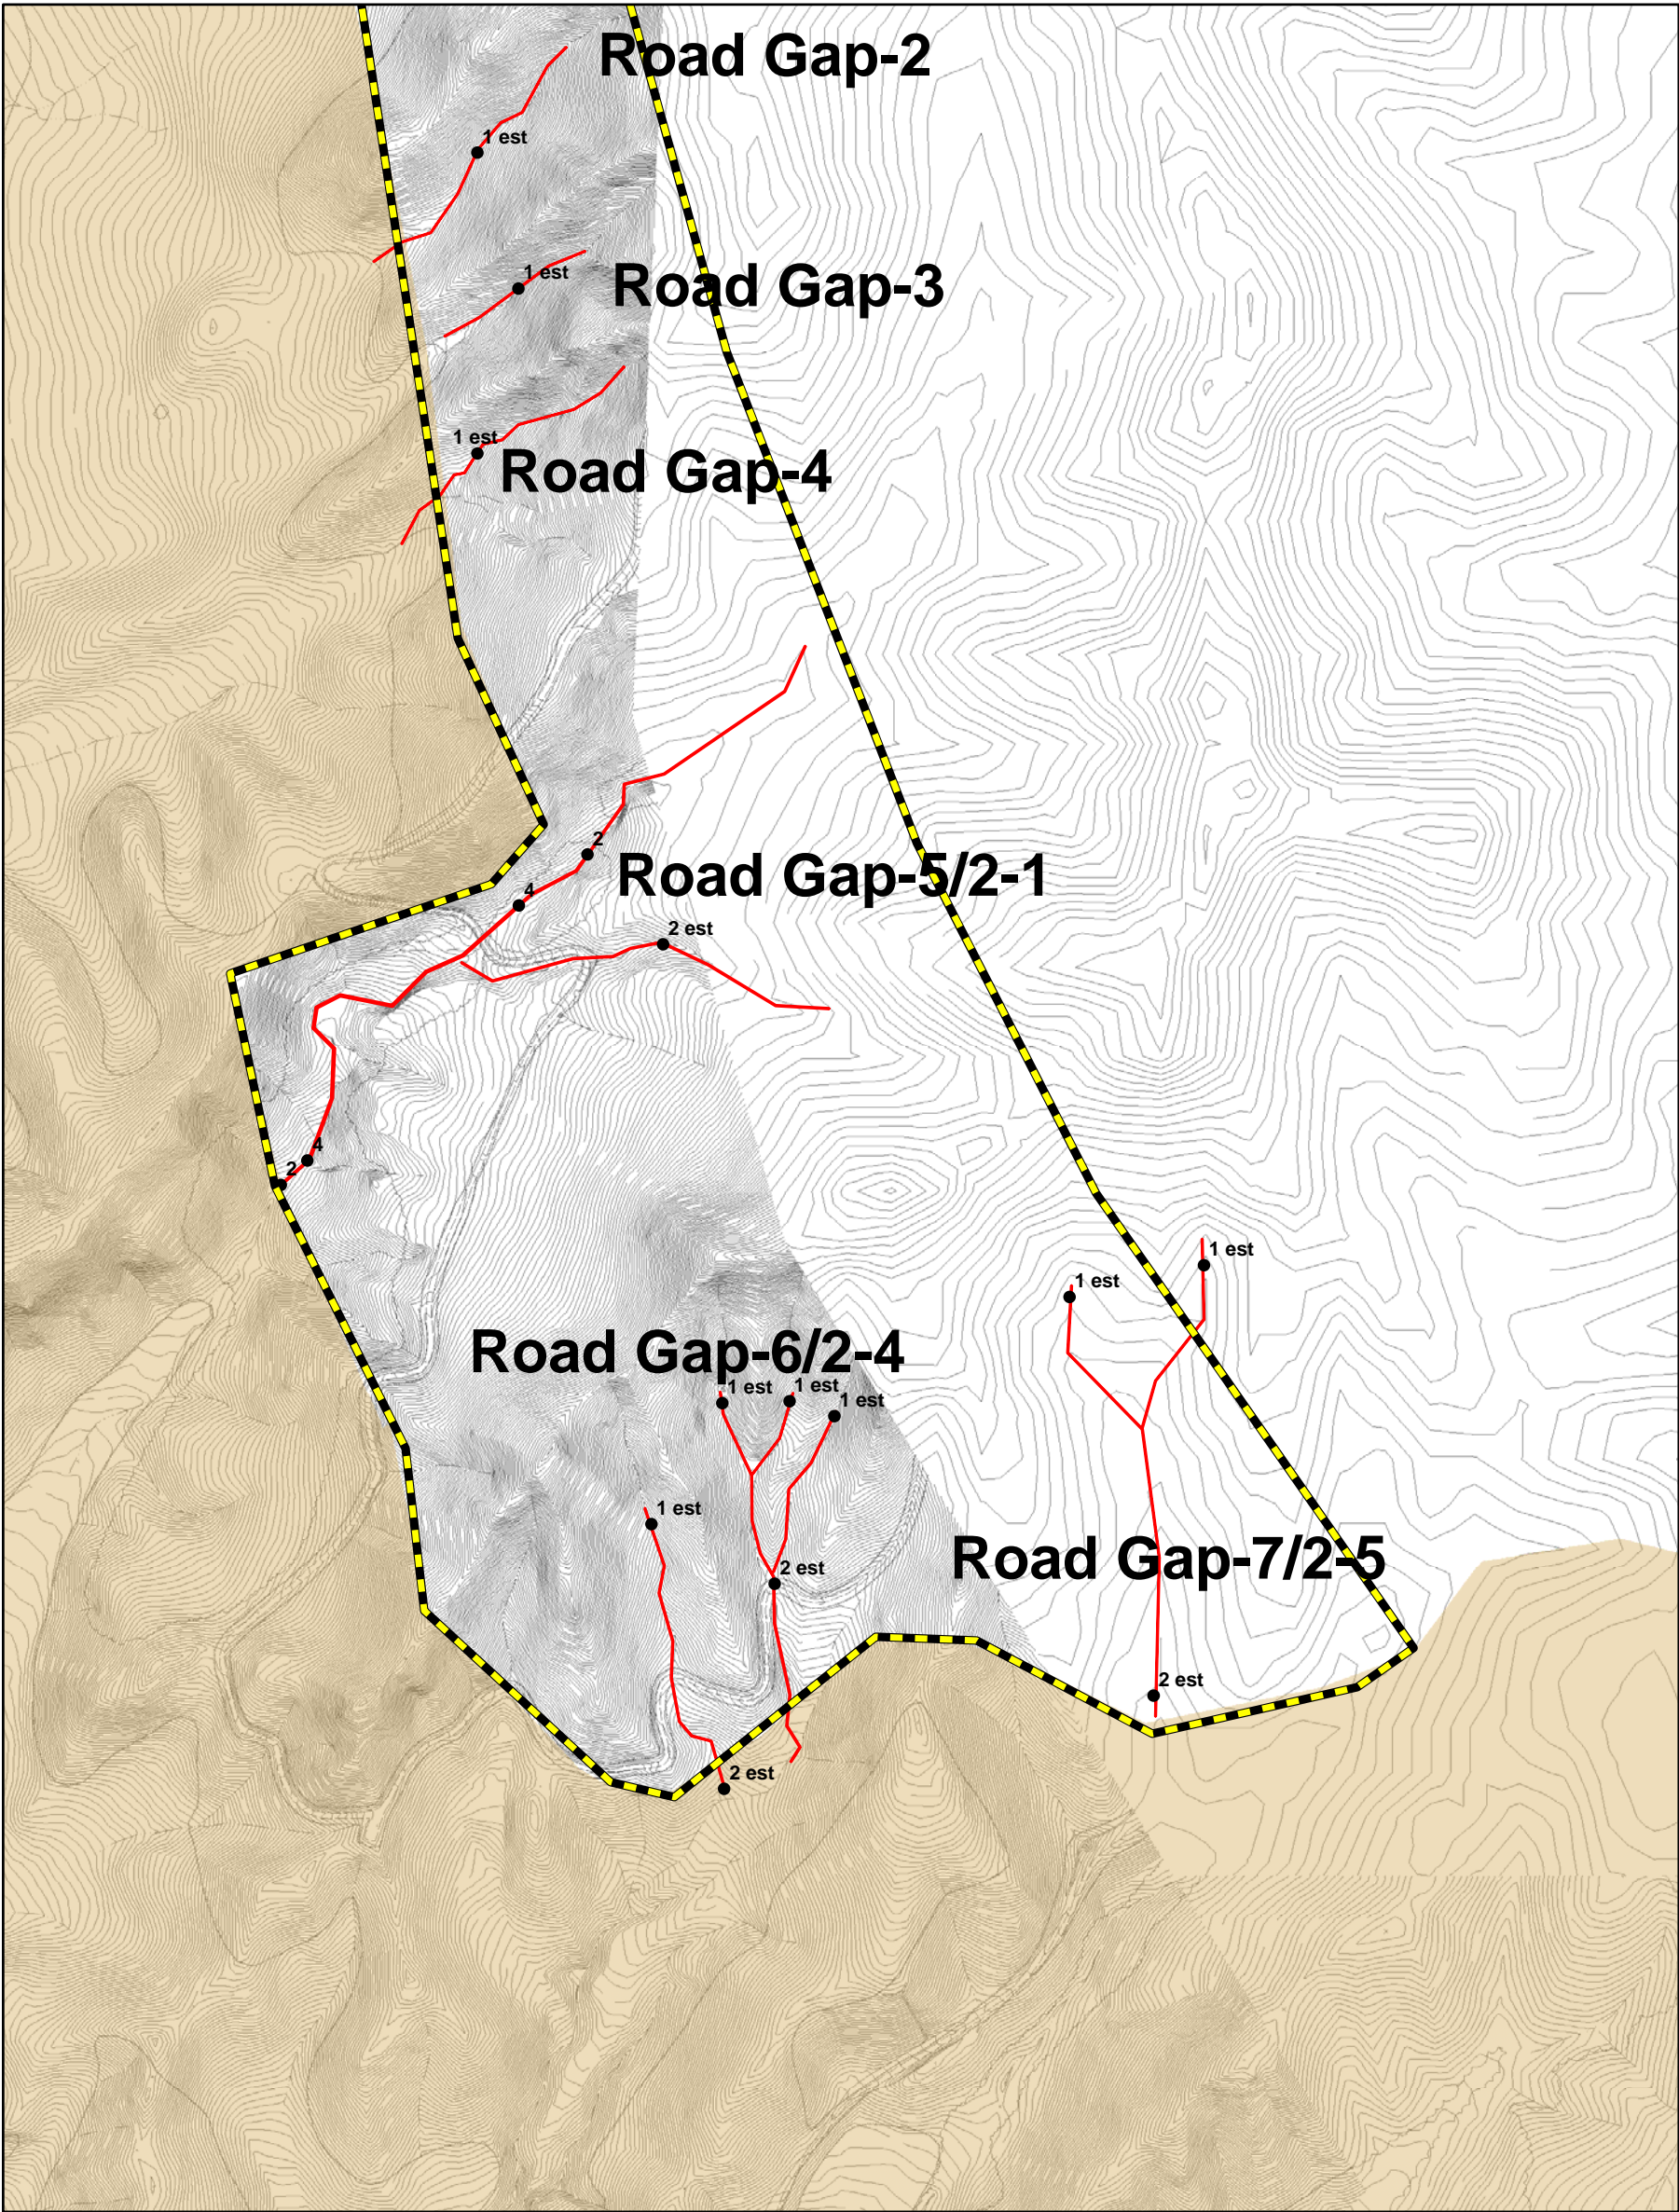 Road Gap-2
1 est
Road Gap-3
1 est
1 est
Road Gap-4
2
Road Gap-5/2-1
4
2 est
4
2
1 est
1 est
Road Gap-6/2-4
1 est
1 est
1 est
1 est
Road Gap-7/2-5
2 est
2 est
2 est